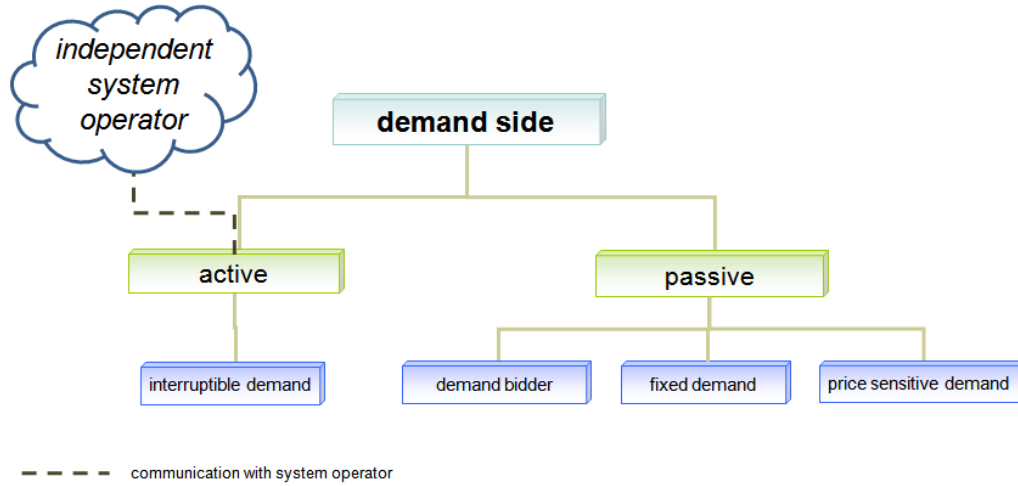 independent
system
operator
demand side
active
passive
interruptible demand
demand bidder
fixed demand
price sensitive demand
communication with system operator